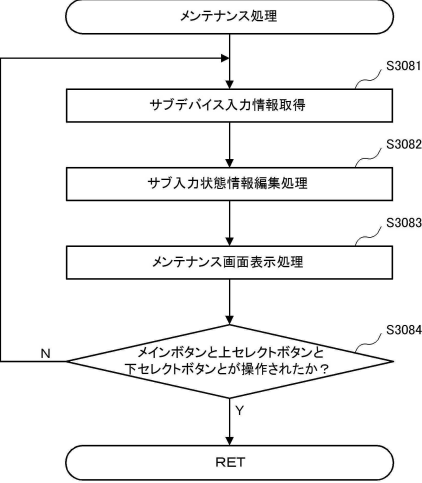 メンテナンス処理
S3081
サブデバイス入力情報取得
S3082
サブ入力状態情報編集処理
S3083
メンテナンス画面表示処理
S3084
メインボタンと上セレクトボタンと
下セレクトボタンとが操作されたか？
N
Y
RET